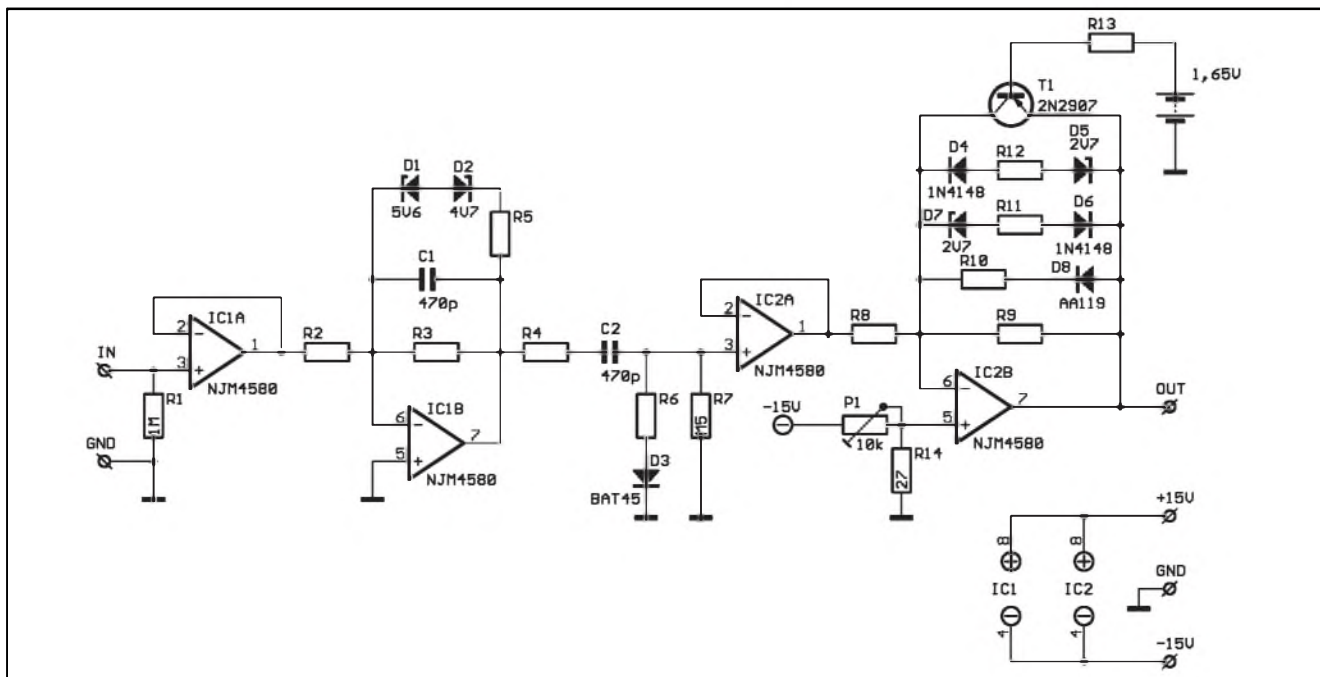 R13
1,65V
T1
2N2907
D4
R12
D5
2V7
1N4148
D7
R11
D6
2V7
1N4148
R10
D8
AA119
D1
D2
5V6
4V7
R5
C1
470p
IC1A
2
3
1
NJM4580
IN
R1
1M
GND
R2
R3
R4
C2
470p
IC1B
6
5
7
NJM4580
R6
R7
M5
D3
BAT45
IC2A
2
3
1
NJM4580
R8
R9
IC2B
6
5
7
NJM4580
OUT
-15V
P1
10k
R14
27
+15V
8
8
GND
IC1
IC2
4
4
-15V